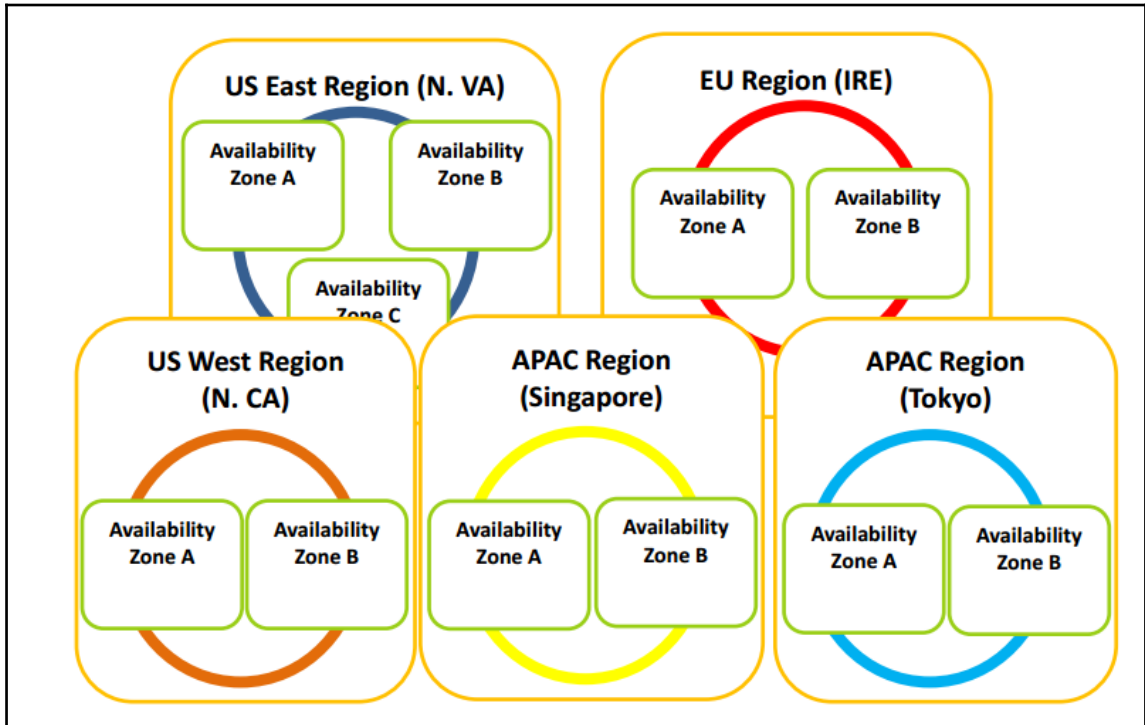 US East Region (N. VA)
Availability
Zone A
Availability
Zone B
Availability
Zone C
EU Region (IRE)
Availability
Zone A
Availability
Zone B
US West Region
(N. CA)
Availability
Zone A
Availability
Zone B
APAC Region
(Singapore)
Availability
Zone A
Availability
Zone B
APAC Region
(Tokyo)
Availability
Zone A
Availability
Zone B